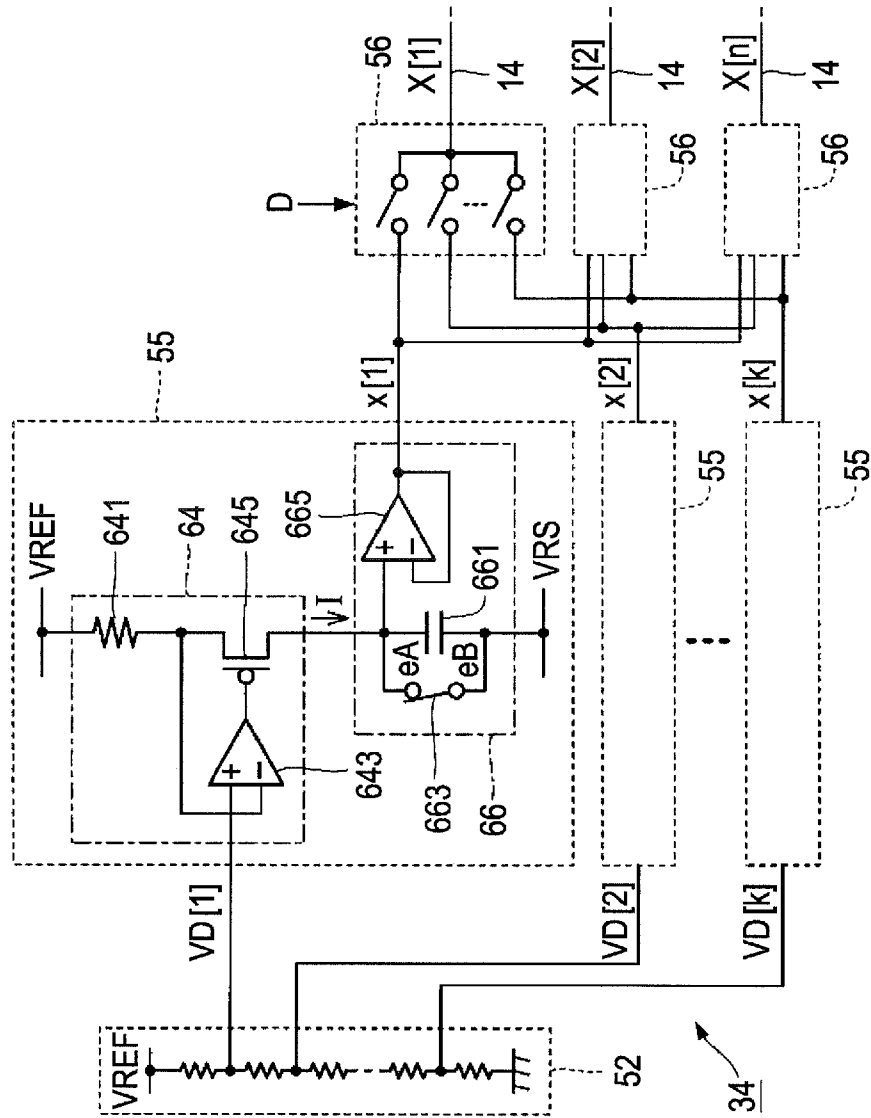 56
X[1]
14
D
X[2]
14
56
X[n]
14
56
55
x[1]
x[2]
x[k]
VREF
641
64
645
665
+
−
I
eA
eB
661
VRS
+
−
643
663
66
55
55
VD[1]
VD[2]
VD[k]
VREF
52
34